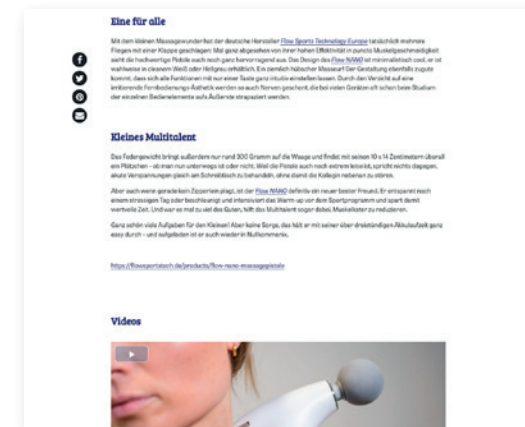 Eine für alle
Mit dem kleinen Massagewunder hat der deutsche Hersteller Flow Sports Technology Europe tatsächlich mehrere
Fliegen mit einer Klappe geschlagen: Mal ganz abgesehen von ihrer hohen Effektivität in puncto Muskelgeschmeidigkeit
sieht die hochwertige Pistole auch noch ganz hervorragend aus. Das Design des Flow NANO ist minimalistisch cool, er ist
wahlweise in cleanem Weiß oder Hellgrau erhältlich. Ein ziemlich hübscher Masseur! Der Gestaltung ebenfalls zugute
kommt, dass sich alle Funktionen mit nur einer Taste ganz intuitiv einstellen lassen. Durch den Verzicht auf eine
irritierende Fernbedienungs-Ästhetik werden so auch Nerven geschont, die bei vielen Geräten oft schon beim Studium
der einzelnen Bedienelemente aufs Äußerste strapaziert werden.
Kleines Multitalent
Das Federgewicht bringt außerdem nur rund 300 Gramm auf die Waage und findet mit seinen 10 x 14 Zentimetern überall
ein Plätzchen – ob man nun unterwegs ist oder nicht. Weil die Pistole auch noch extrem leise ist, spricht nichts dagegen,
akute Verspannungen gleich am Schreibtisch zu behandeln, ohne damit die Kollegin nebenan zu stören.
Aber auch wenn gerade kein Zipperlein plagt, ist der Flow NANO definitiv ein neuer bester Freund. Er entspannt nach
einem stressigen Tag oder beschleunigt und intensiviert das Warm-up vor dem Sportprogramm und spart damit
wertvolle Zeit. Und war es mal zu viel des Guten, hilft das Multitalent sogar dabei, Muskelkater zu reduzieren.
Ganz schön viele Aufgaben für den Kleinen! Aber keine Sorge, das hält er mit seiner über dreistündigen Akkulaufzeit ganz
easy durch – und aufgeladen ist er auch wieder in Nullkommanix.
https://flowsportstech.de/products/flow-nano-massagepistole
Videos